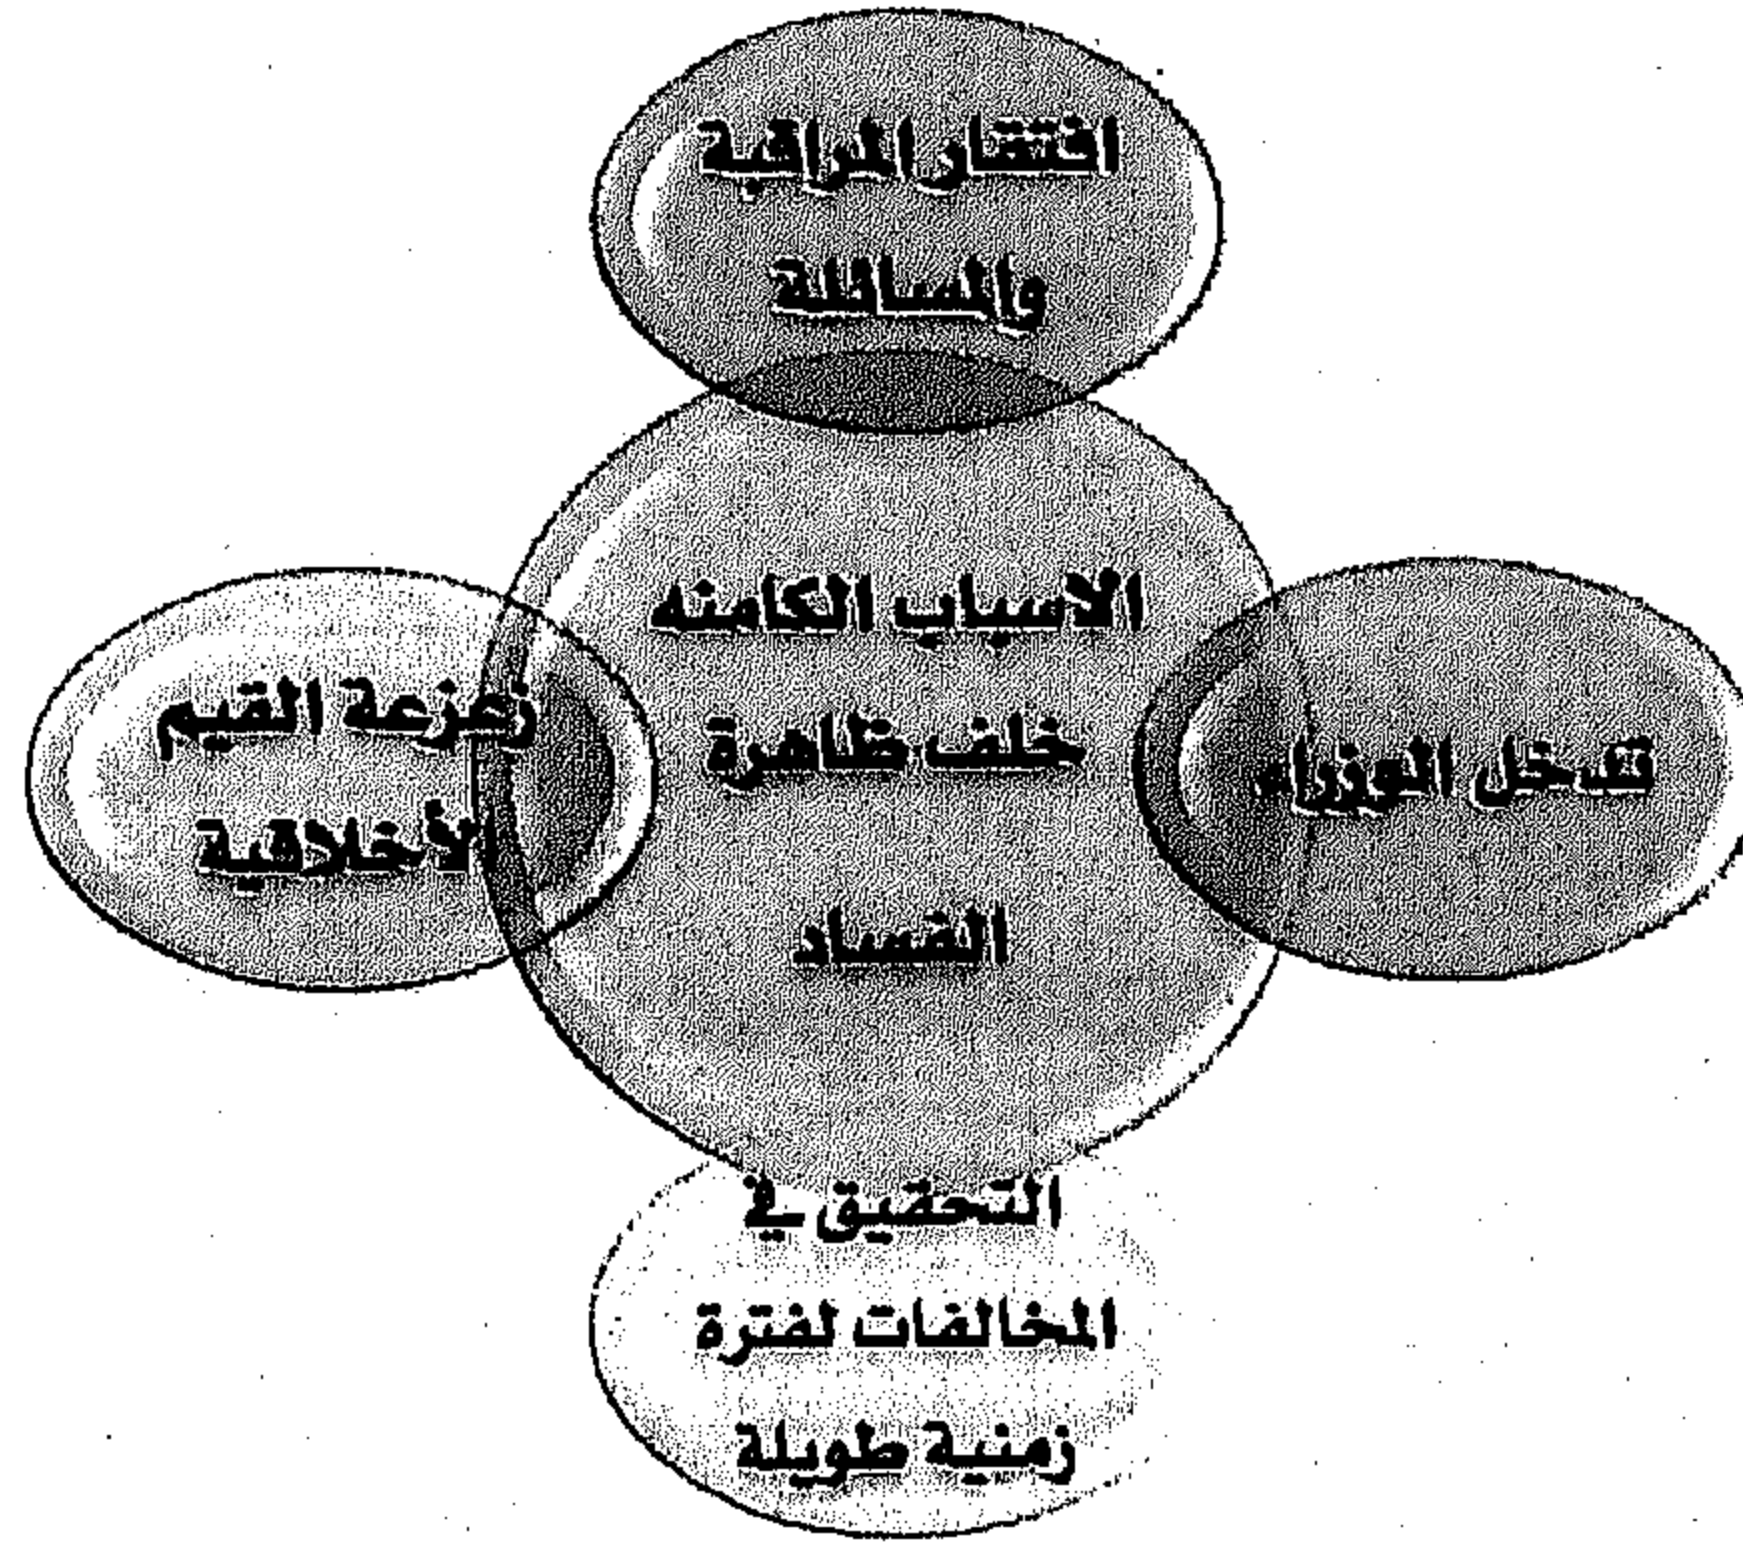 افتقار المراقبة
والمسائلة
الاسباب الكامنه
خلف ظاهرة
الفساد
تدخل الوزراء
زعزعة القيم
الأخلاقية
التحقيق في
المخالفات لفترة
زمنية طويلة